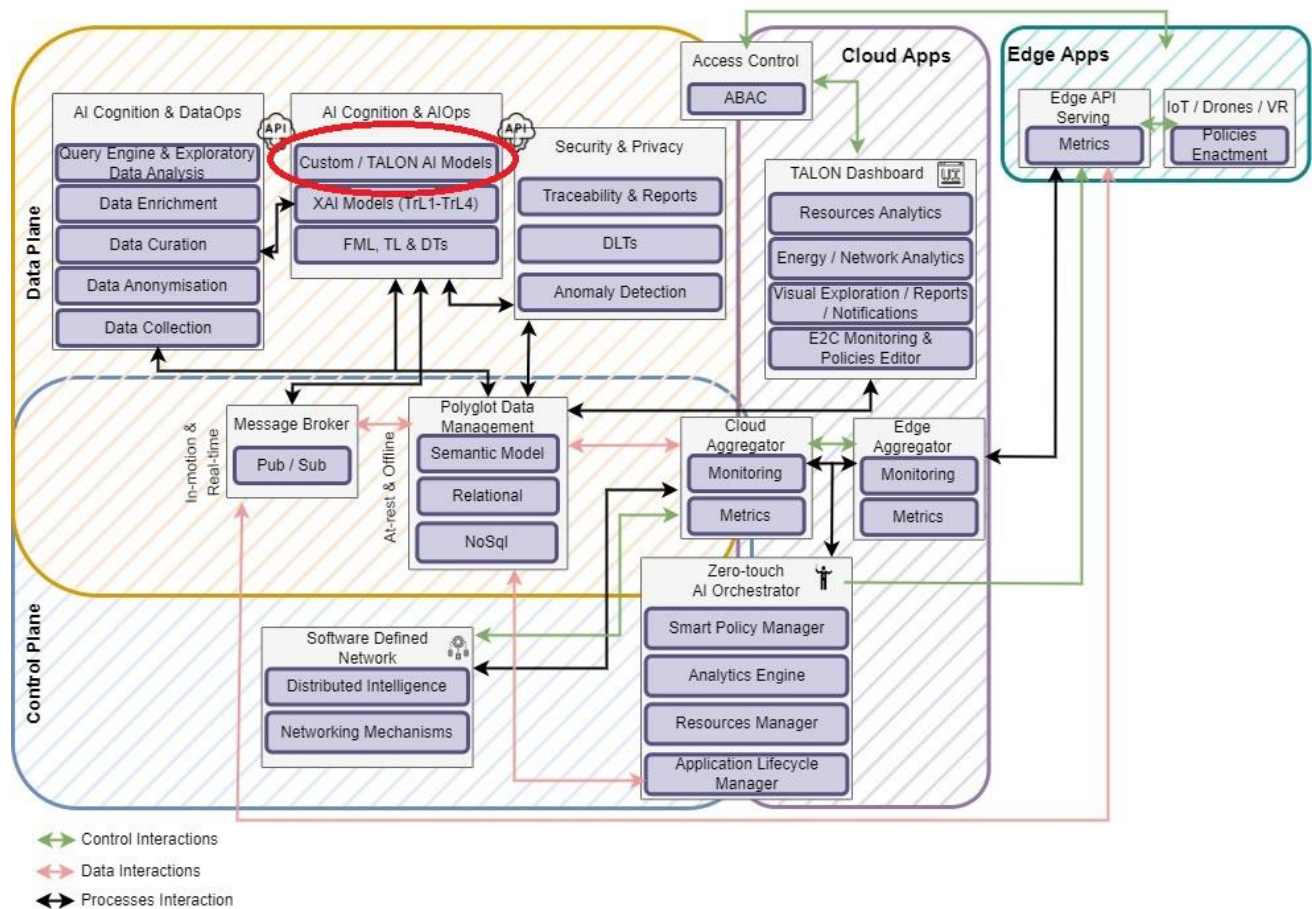 Access Control
ABAC
Cloud Apps
Edge Apps
Edge API
Serving
Metrics
IoT / Drones / VR
Policies
Enactment
Data Plane
AI Cognition & DataOps
API
Query Engine & Exploratory
Data Analysis
Data Enrichment
Data Curation
Data Anonymisation
Data Collection
AI Cognition & AIOps
API
Custom / TALON AI Models
XAI Models (TrL1-TrL4)
FML, TL & DTs
Security & Privacy
Traceability & Reports
DLTs
Anomaly Detection
TALON Dashboard
UX
Resources Analytics
Energy / Network Analytics
Visual Exploration / Reports
/ Notifications
E2C Monitoring &
Policies Editor
In-motion &
Real-time
Message Broker
Pub / Sub
At-rest & Offline
Polyglot Data
Management
Semantic Model
Relational
NoSql
Cloud
Aggregator
Monitoring
Metrics
Edge
Aggregator
Monitoring
Metrics
Control Plane
Software Defined
Network
Distributed Intelligence
Networking Mechanisms
Zero-touch
AI Orchestrator
Smart Policy Manager
Analytics Engine
Resources Manager
Application Lifecycle
Manager
Control Interactions
Data Interactions
Processes Interaction